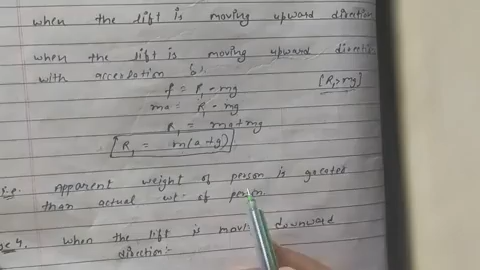 when the lift is moving upward direction
when the lift is moving upward direction
with accerlation (a).
f = R₁ - mg [R₁>mg]
ma = R₁ - mg
R₁ = ma + mg
R₁ = m(a+g)
i.e. Apparent weight of person is greater
than actual wt. of person.
4. When the lift is moving downward
direction:-